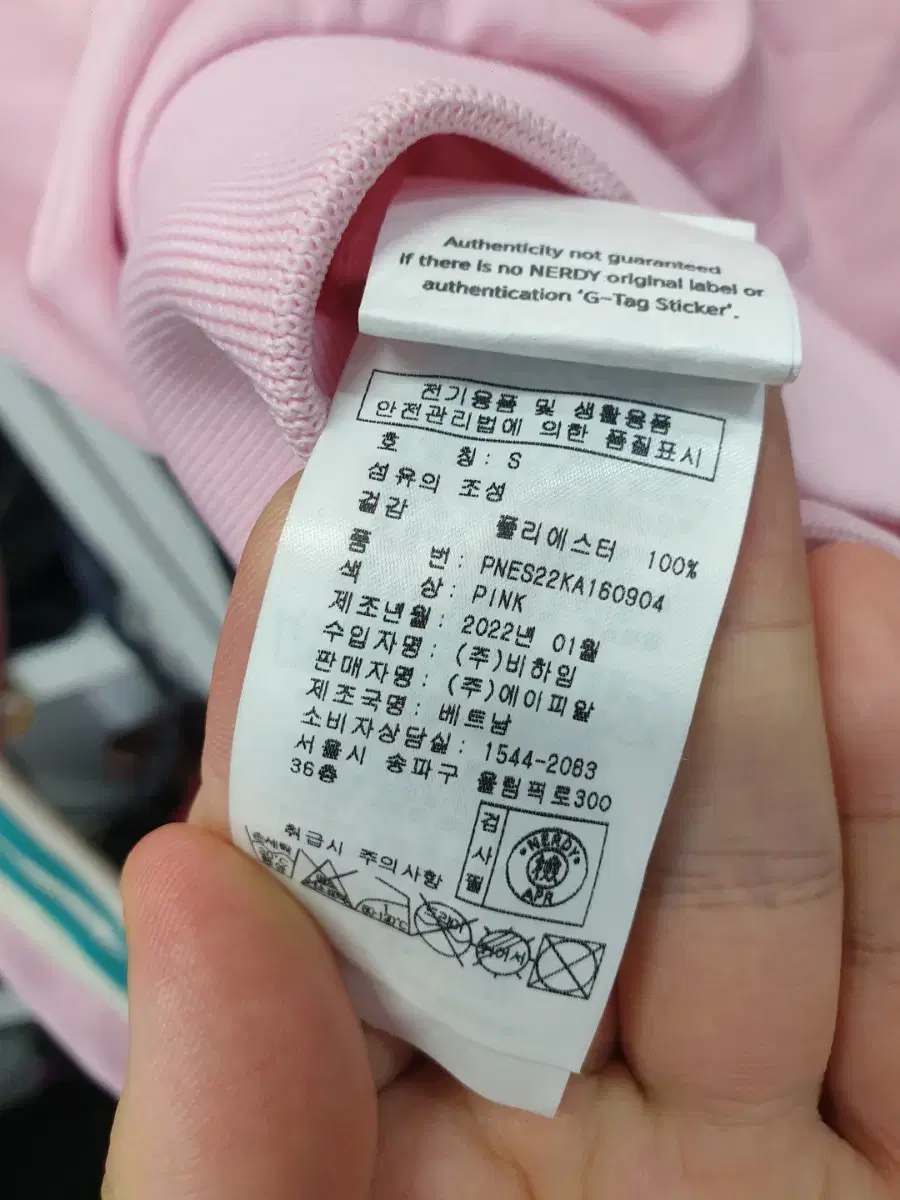 Authenticity not guaranteed
if there is no NERDY original label or
authentication 'G-Tag Sticker'.
전기용품 및 생활용품
안전관리법에 의한 품질표시
호 칭: S
섬유의 조성
겉감 폴리에스터 100%
품 번: PNES22KA160904
색 상: PINK
제조년월: 2022년 01월
수입자명: (주)비하임
판매자명: (주)에이피알
제조국명: 베트남
소비자상담실: 1544-2083
서울시 송파구 올림픽로300
36층
검사필
NERDY
APR
취급시 주의사항
손세탁
드라이